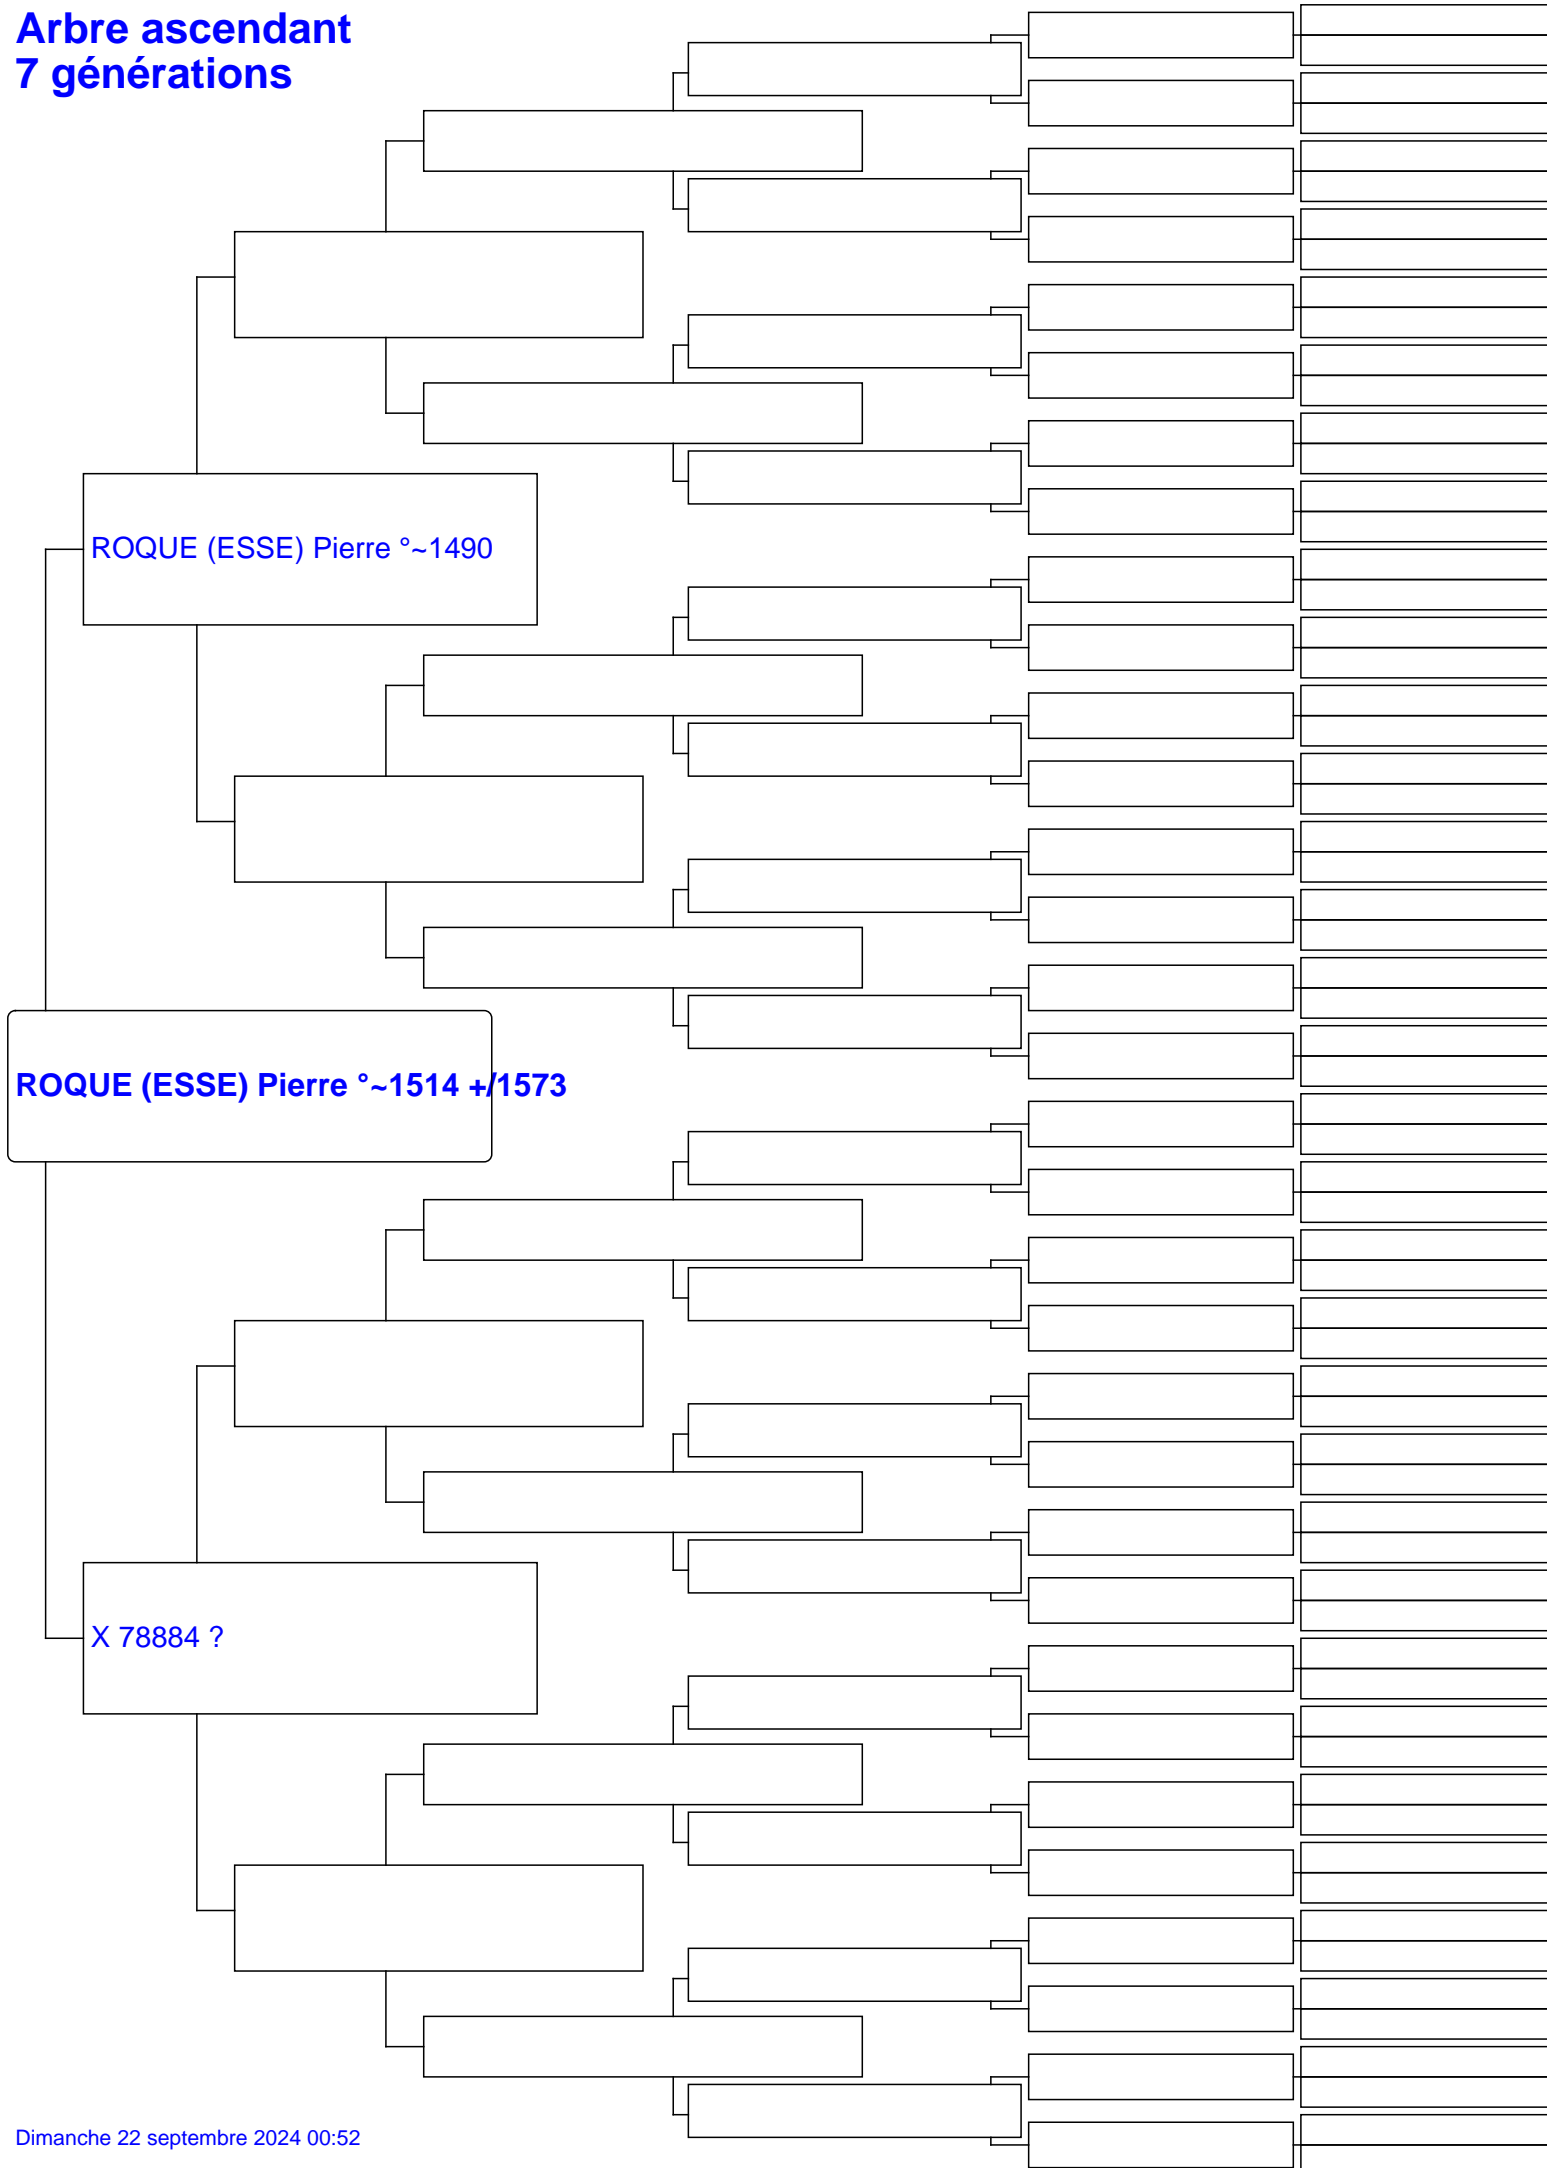 Arbre ascendant
7 générations
ROQUE (ESSE) Pierre °~1490
ROQUE (ESSE) Pierre °~1514 +/1573
X 78884 ?
Dimanche 22 septembre 2024 00:52